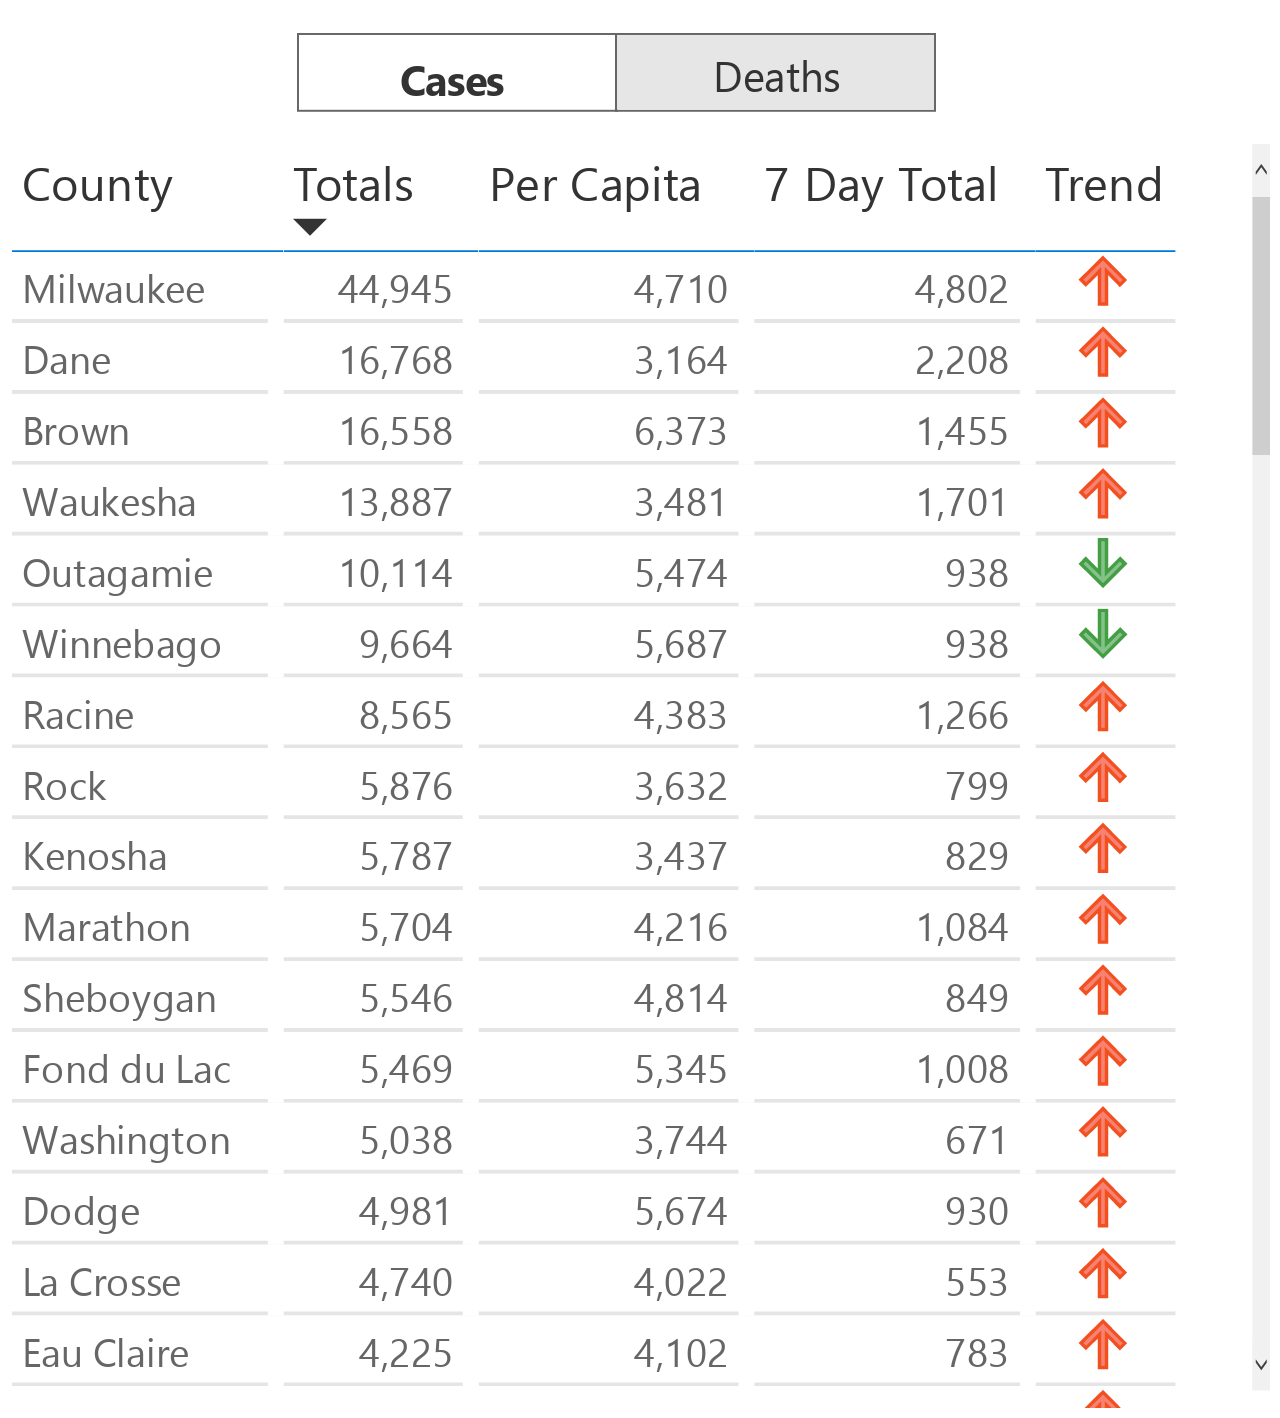 Cases Deaths
County Totals Per Capita 7 Day Total Trend
Milwaukee 44,945 4,710 4,802
Dane 16,768 3,164 2,208
Brown 16,558 6,373 1,455
Waukesha 13,887 3,481 1,701
Outagamie 10,114 5,474 938
Winnebago 9,664 5,687 938
Racine 8,565 4,383 1,266
Rock 5,876 3,632 799
Kenosha 5,787 3,437 829
Marathon 5,704 4,216 1,084
Sheboygan 5,546 4,814 849
Fond du Lac 5,469 5,345 1,008
Washington 5,038 3,744 671
Dodge 4,981 5,674 930
La Crosse 4,740 4,022 553
Eau Claire 4,225 4,102 783